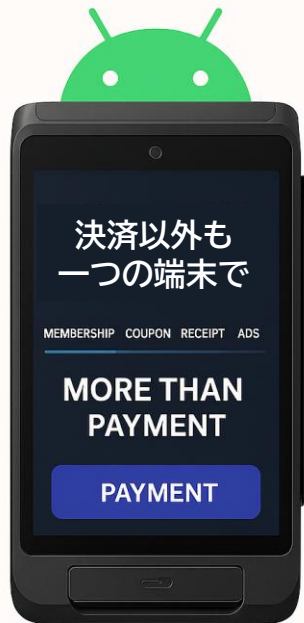 決済以外も
一つの端末で
MEMBERSHIP COUPON RECEIPT ADS
MORE THAN
PAYMENT
PAYMENT